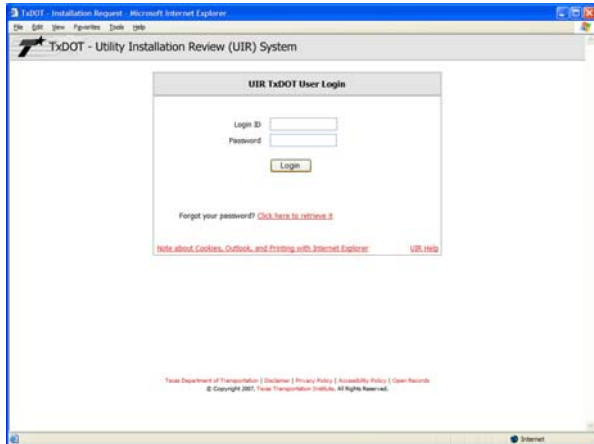 TxDOT - Installation Request - Microsoft Internet Explorer
File Edit View Favorites Tools Help
TxDOT - Utility Installation Review (UIR) System
UIR TxDOT User Login
Login ID
Password
Login
Forgot your password? Click here to retrieve it
Note about Cookies, Outlook, and Printing with Internet Explorer UIR Help
Texas Department of Transportation | Disclaimer | Privacy Policy | Accessibility Policy | Open Records
© Copyright 2007, Texas Transportation Institute. All Rights Reserved.
Internet